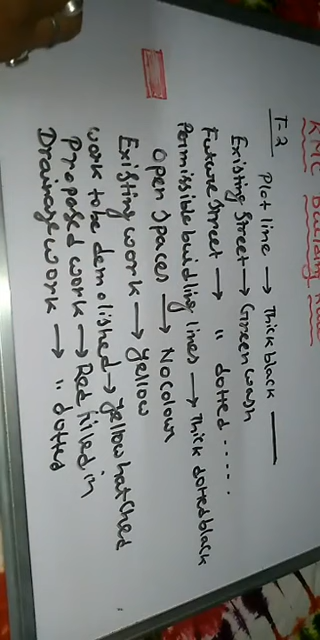 KMC Building Rule
T-2 Plot line → Thick black ——
Existing Street → Green wash
Future Street → " dotted .....
Permissible buidling lines → Thick dotted black
Open Spaces → No colour
Existing work → Yellow
work to be demolished → Yellow hatched
Proposed work → Red filled in
Drainage work → " dotted